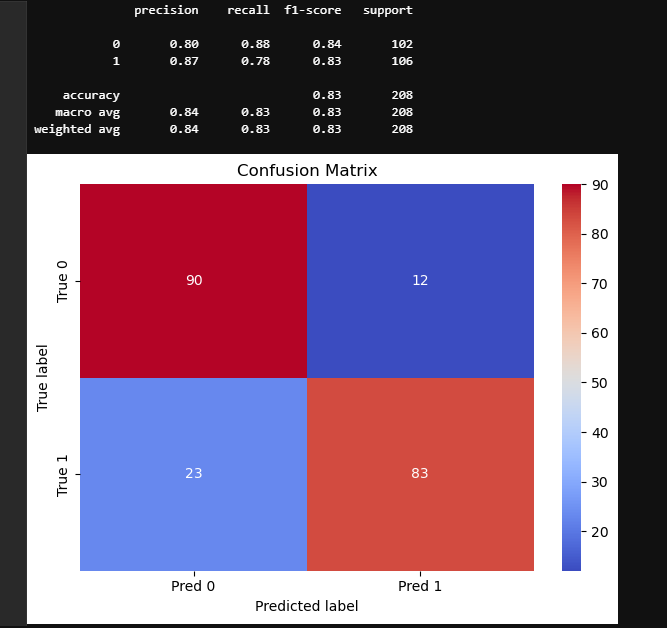 precision recall f1-score support
0 0.80 0.88 0.84 102
1 0.87 0.78 0.83 106
accuracy 0.83 208
macro avg 0.84 0.83 0.83 208
weighted avg 0.84 0.83 0.83 208
Confusion Matrix
90
90 12
80
70
60
50
40
30
20
True 0
True label
True 1
23 83
Pred 0 Pred 1
Predicted label